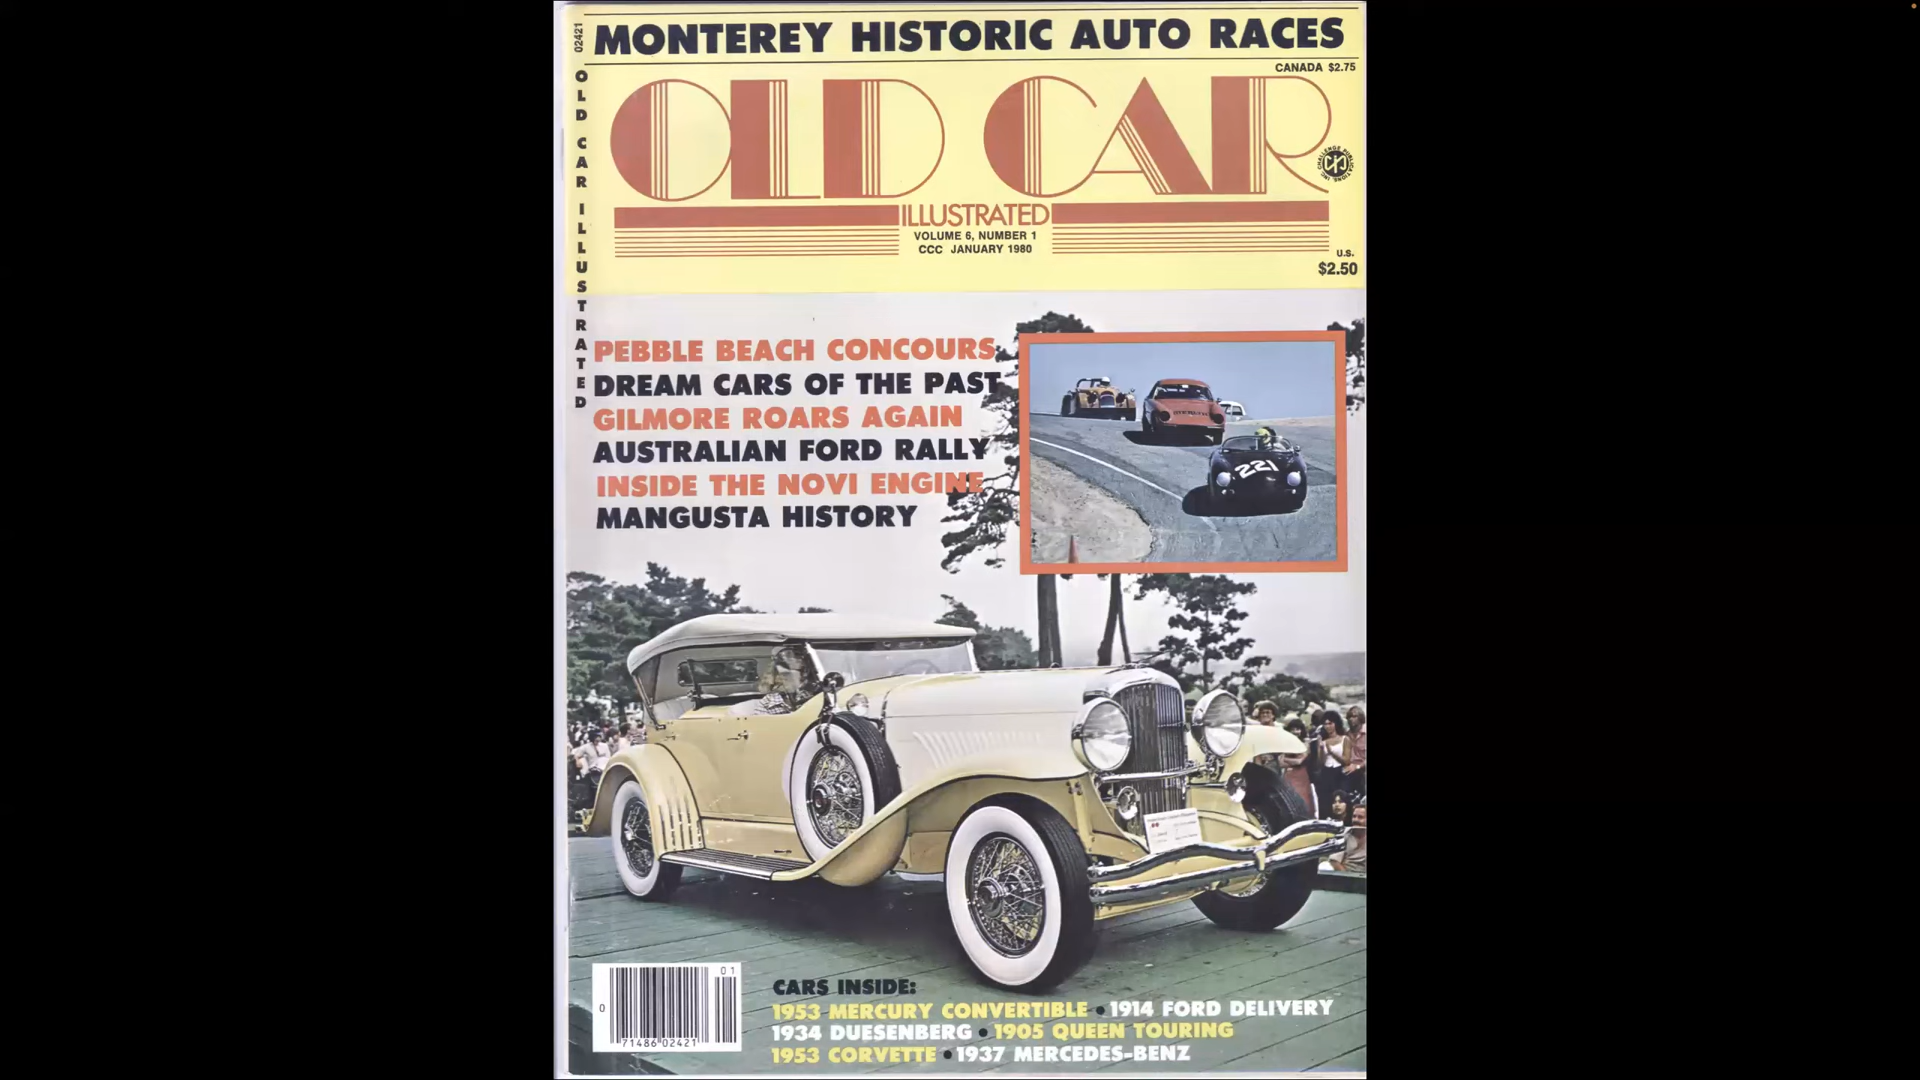 MONTEREY HISTORIC AUTO RACES
02421
OLD CAR ILLUSTRATED
CANADA $2.75
OLD CAR
CHALLENGE PUBLICATIONS, INC.
ILLUSTRATED
VOLUME 6, NUMBER 1
CCC JANUARY 1980
U.S.
$2.50
PEBBLE BEACH CONCOURS
DREAM CARS OF THE PAST
GILMORE ROARS AGAIN
AUSTRALIAN FORD RALLY
INSIDE THE NOVI ENGINE
MANGUSTA HISTORY
221
01
0
71486 02421
CARS INSIDE:
1953 MERCURY CONVERTIBLE • 1914 FORD DELIVERY
1934 DUESENBERG • 1905 QUEEN TOURING
1953 CORVETTE • 1937 MERCEDES-BENZ